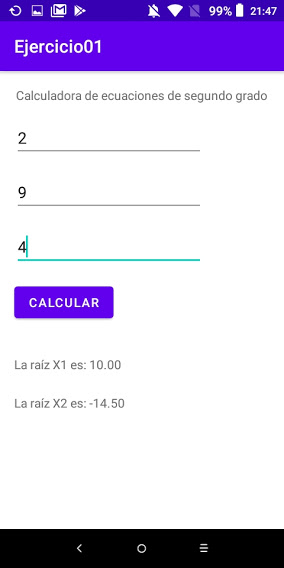 99% 21:47
Ejercicio01
Calculadora de ecuaciones de segundo grado
2
9
4
CALCULAR
La raíz X1 es: 10.00
La raíz X2 es: -14.50